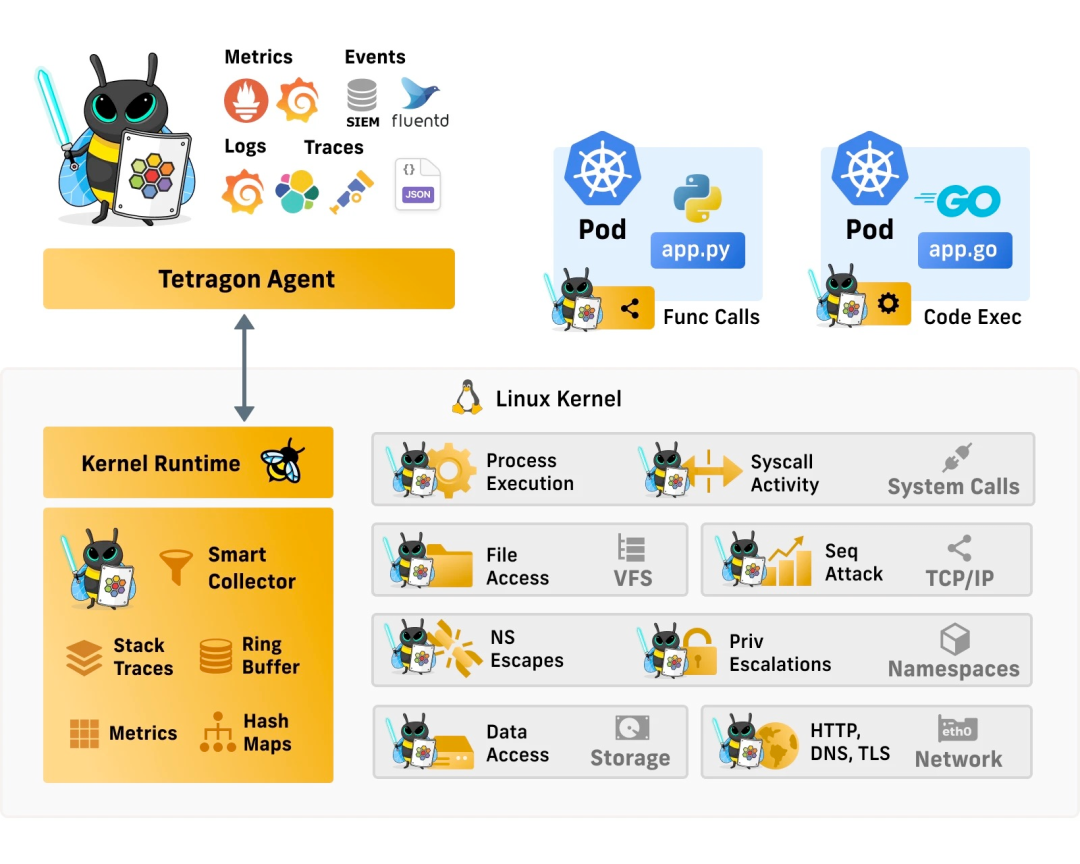 Metrics
Events
SIEM
fluentd
Logs
Traces
{}
JSON
Tetragon Agent
Pod
app.py
Func Calls
Pod
GO
app.go
Code Exec
Linux Kernel
Kernel Runtime
Smart
Collector
Stack
Traces
Ring
Buffer
Metrics
Hash
Maps
Process
Execution
Syscall
Activity
System Calls
File
Access
VFS
Seq
Attack
TCP/IP
NS
Escapes
Priv
Escalations
Namespaces
Data
Access
Storage
HTTP,
DNS, TLS
eth0
Network